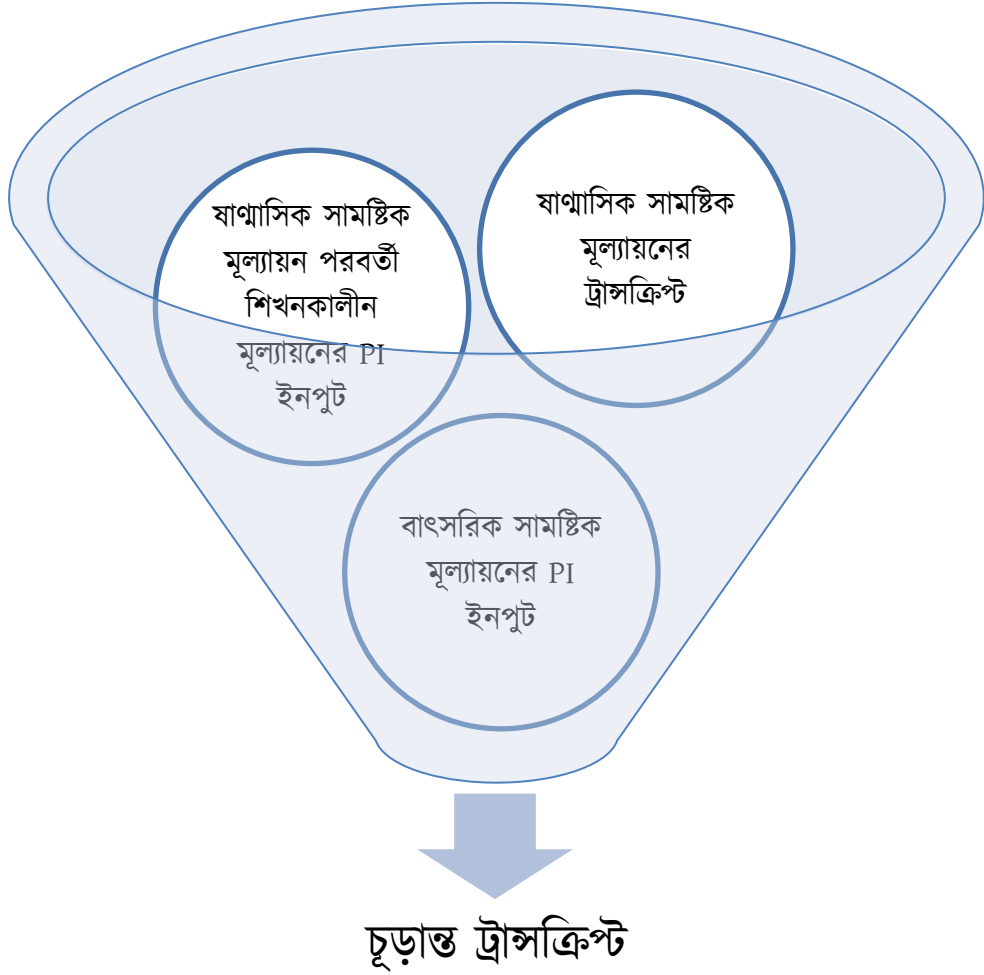 ষাণ্মাসিক সামষ্টিক
মূল্যায়ন পরবর্তী
শিখনকালীন
মূল্যায়নের PI
ইনপুট
ষাণ্মাসিক সামষ্টিক
মূল্যায়নের
ট্রান্সক্রিপ্ট
বাৎসরিক সামষ্টিক
মূল্যায়নের PI
ইনপুট
চূড়ান্ত ট্রান্সক্রিপ্ট